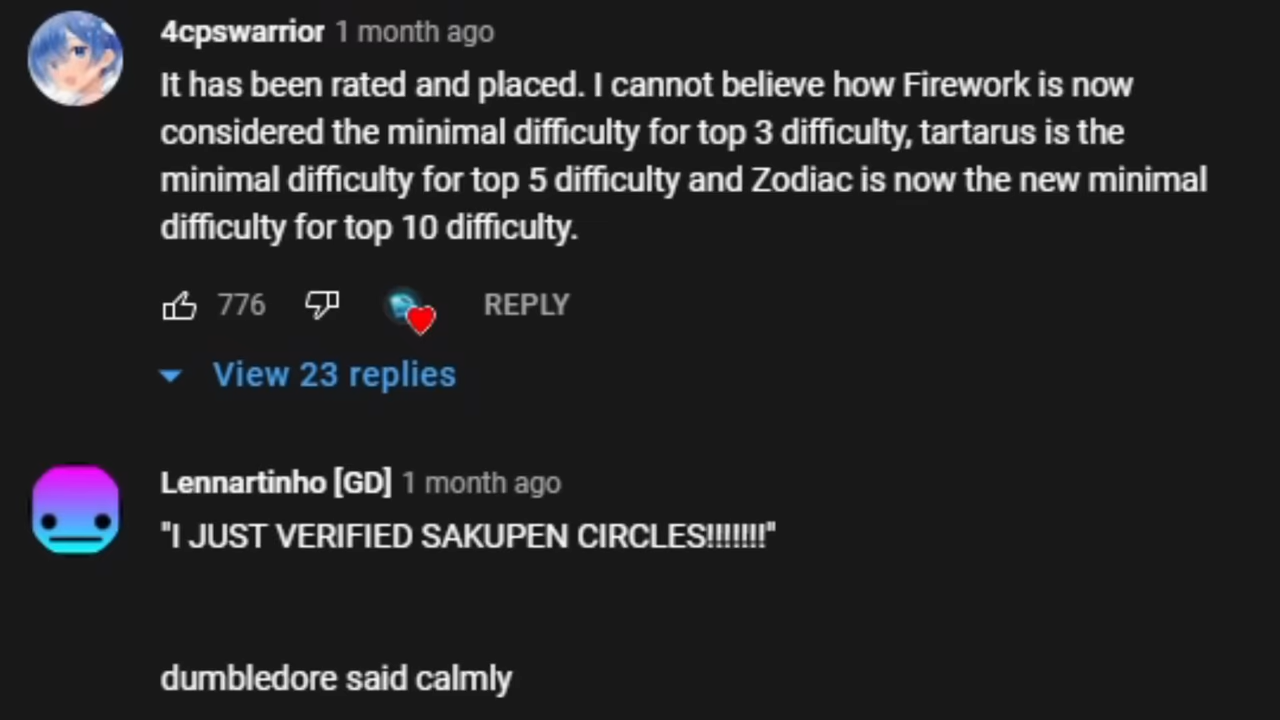 4cpswarrior 1 month ago
It has been rated and placed. I cannot believe how Firework is now
considered the minimal difficulty for top 3 difficulty, tartarus is the
minimal difficulty for top 5 difficulty and Zodiac is now the new minimal
difficulty for top 10 difficulty.
776 REPLY
View 23 replies
Lennartinho [GD] 1 month ago
"I JUST VERIFIED SAKUPEN CIRCLES!!!!!!!"
dumbledore said calmly